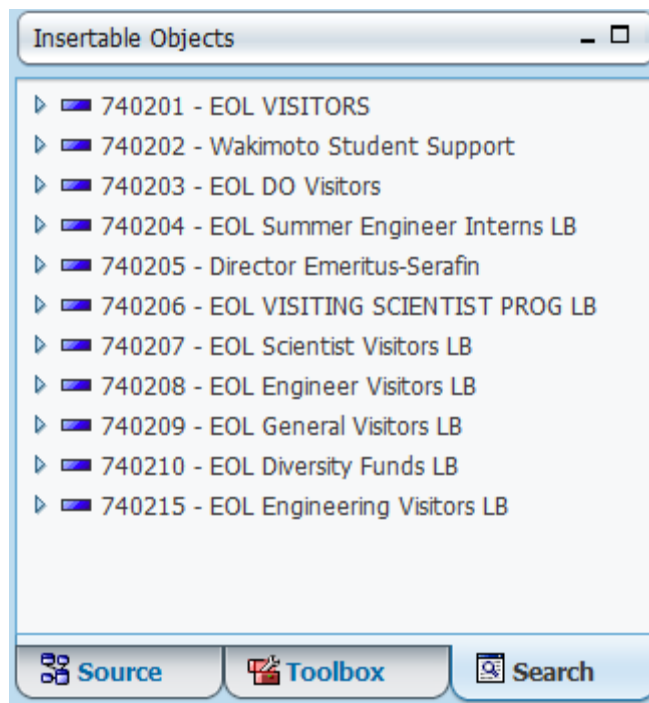 Insertable Objects
740201 - EOL VISITORS
740202 - Wakimoto Student Support
740203 - EOL DO Visitors
740204 - EOL Summer Engineer Interns LB
740205 - Director Emeritus-Serafin
740206 - EOL VISITING SCIENTIST PROG LB
740207 - EOL Scientist Visitors LB
740208 - EOL Engineer Visitors LB
740209 - EOL General Visitors LB
740210 - EOL Diversity Funds LB
740215 - EOL Engineering Visitors LB
Source Toolbox Search